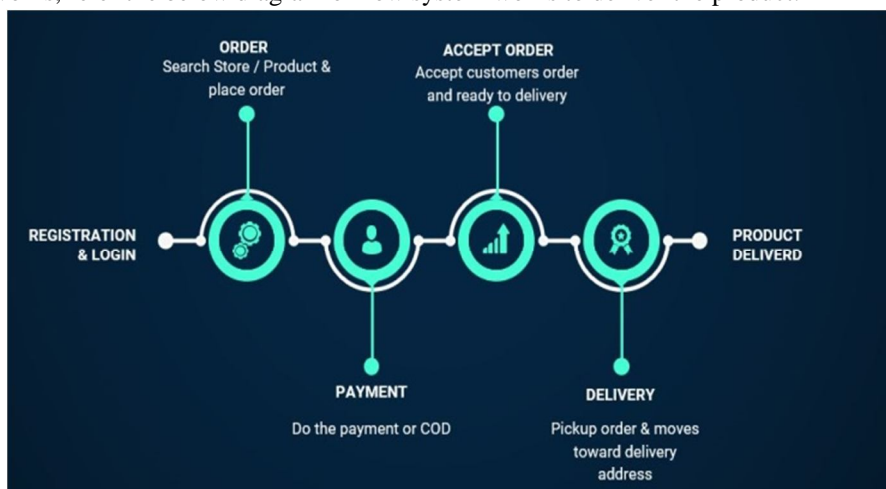 ORDER
Search Store / Product &
place order
ACCEPT ORDER
Accept customers order
and ready to delivery
REGISTRATION
& LOGIN
PRODUCT
DELIVERD
PAYMENT
Do the payment or COD
DELIVERY
Pickup order & moves
toward delivery
address